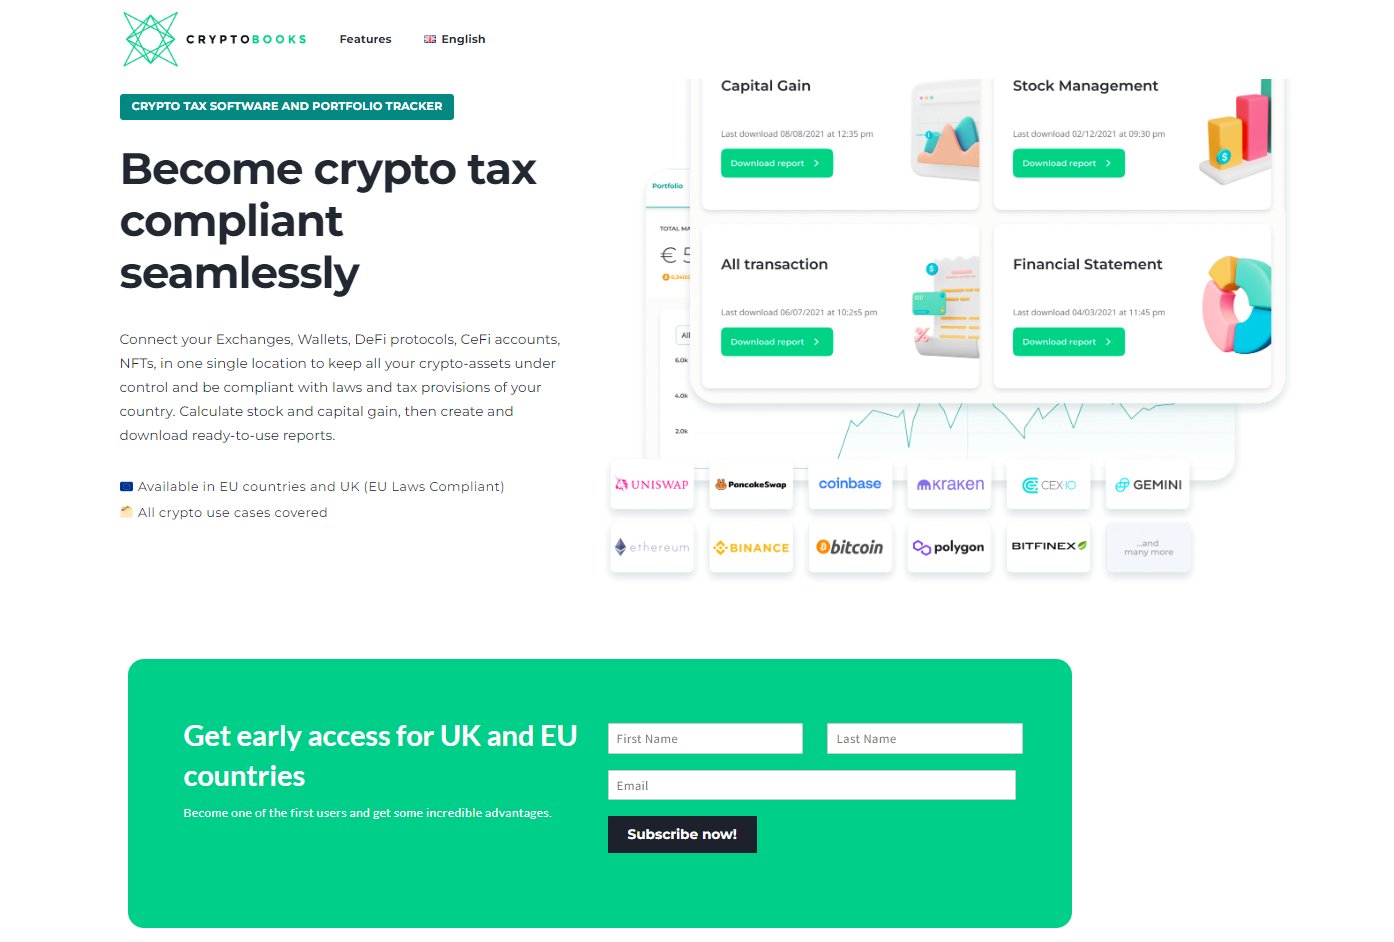 CRYPTOBOOKS
Features
English
CRYPTO TAX SOFTWARE AND PORTFOLIO TRACKER
Become crypto tax
compliant
seamlessly
Connect your Exchanges, Wallets, DeFi protocols, CeFi accounts,
NFTs, in one single location to keep all your crypto-assets under
control and be compliant with laws and tax provisions of your
country. Calculate stock and capital gain, then create and
download ready-to-use reports.
Available in EU countries and UK (EU Laws Compliant)
All crypto use cases covered
Capital Gain
Last download 08/08/2021 at 12:35 pm
Download report
Stock Management
Last download 02/12/2021 at 09:30 pm
Download report
Portfolio
TOTAL MA
€ 5
All transaction
Last download 06/07/2021 at 10:2s5 pm
Download report
Financial Statement
Last download 04/03/2021 at 11:45 pm
Download report
All
6.0k
4.0k
2.0k
UNISWAP
PancakeSwap
coinbase
kraken
CEX.IO
GEMINI
ethereum
BINANCE
bitcoin
polygon
BITFINEX
...and
many more
Get early access for UK and EU
countries
Become one of the first users and get some incredible advantages.
First Name
Last Name
Email
Subscribe now!